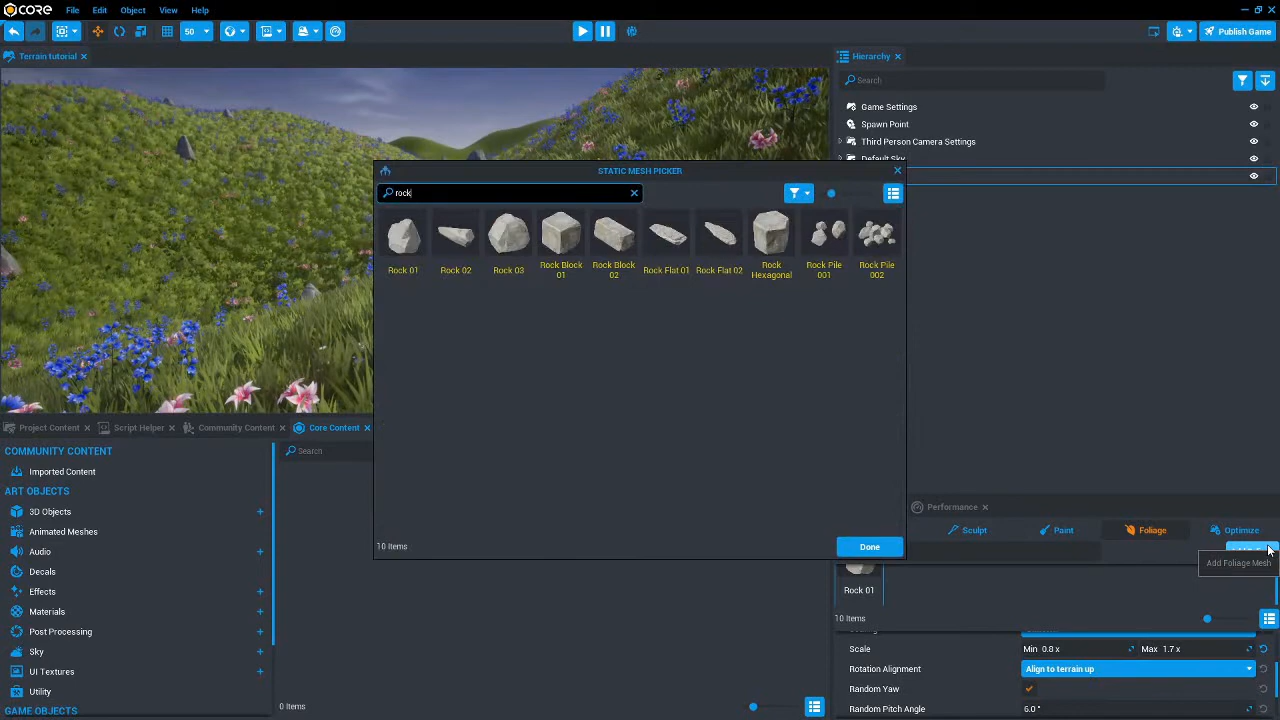 CORE File Edit Object View Help
50 Publish Game
Terrain tutorial Hierarchy
Search
Game Settings
Spawn Point
Third Person Camera Settings
Default Sky
STATIC MESH PICKER
rock
Rock 01 Rock 02 Rock 03 Rock Block 01 Rock Block 02 Rock Flat 01 Rock Flat 02 Rock Hexagonal Rock Pile 001 Rock Pile 002
10 Items Done
Project Content Script Helper Community Content Core Content
Search
COMMUNITY CONTENT
Imported Content
ART OBJECTS
3D Objects
Animated Meshes
Audio
Decals
Effects
Materials
Post Processing
Sky
UI Textures
Utility
GAME OBJECTS
0 Items
Performance
Sculpt Paint Foliage Optimize
Add Foliage Mesh
Rock 01
10 Items
Scale Min 0.8 x Max 1.7 x
Rotation Alignment Align to terrain up
Random Yaw
Random Pitch Angle 6.0 °